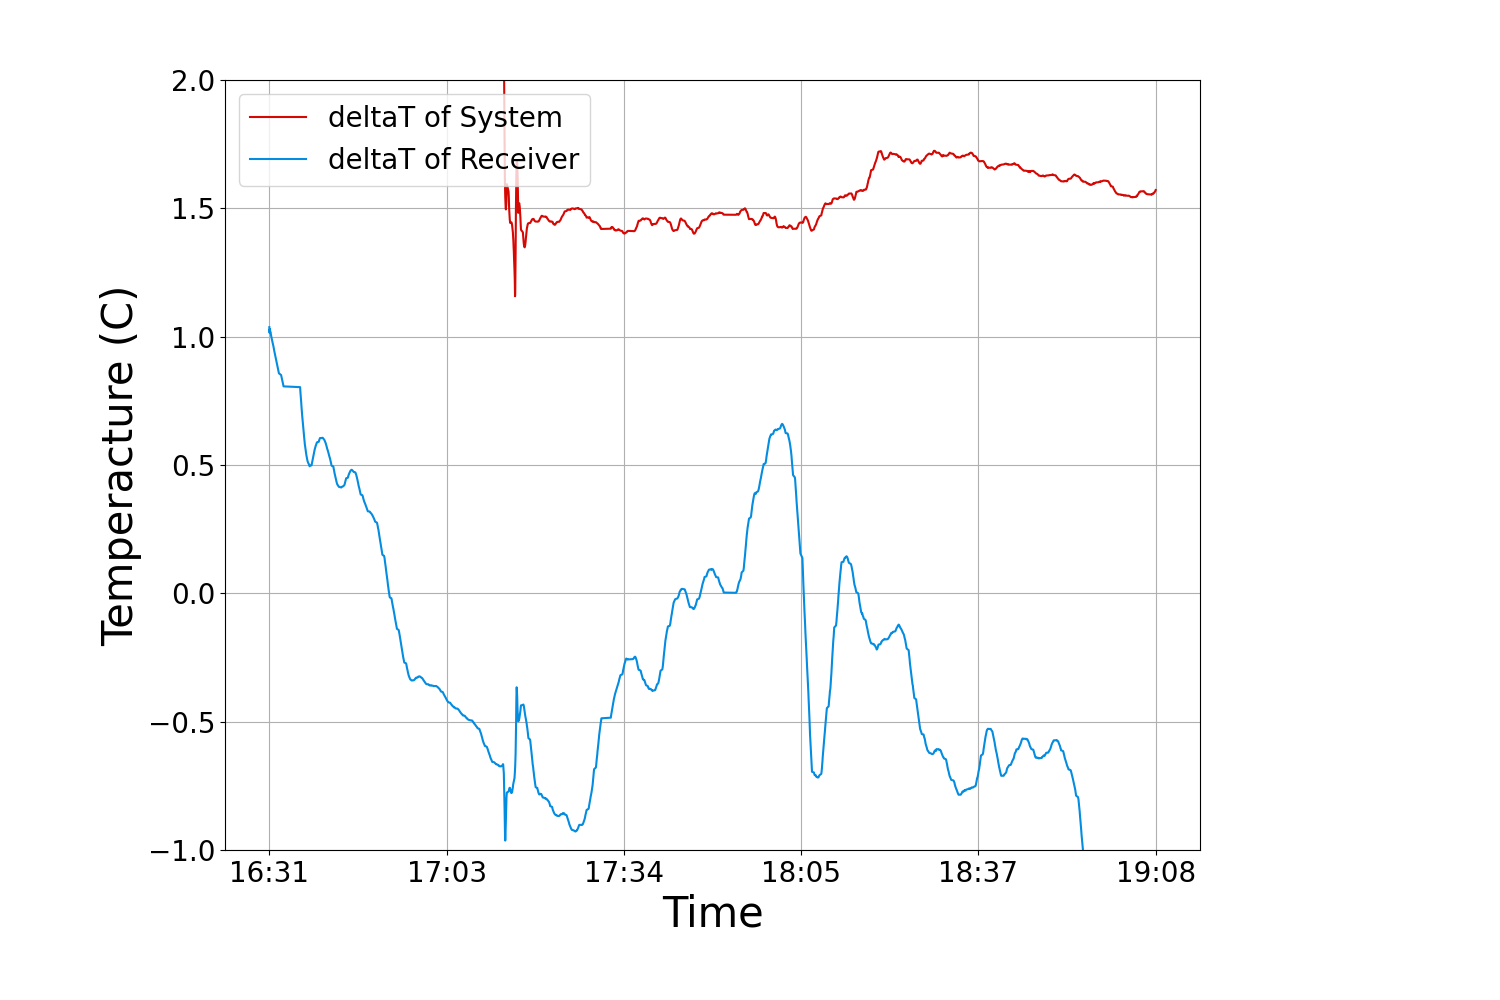 2.0
1.5
1.0
0.5
0.0
−0.5
−1.0
Temperacture (C)
deltaT of System
deltaT of Receiver
16:31 17:03 17:34 18:05 18:37 19:08
Time